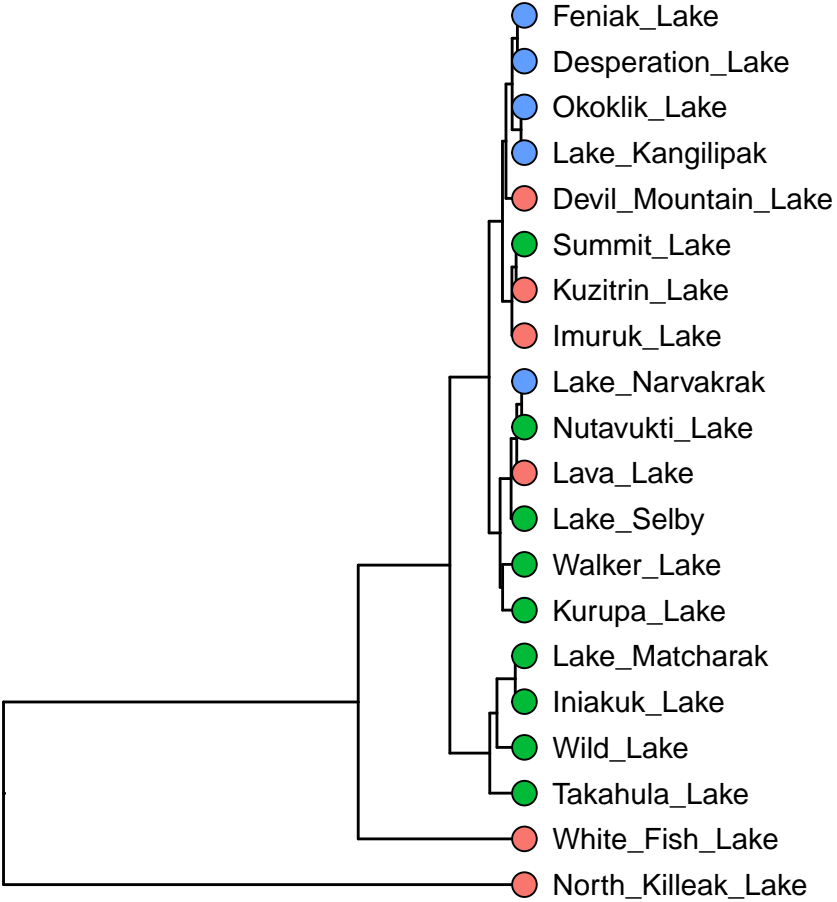 Feniak_Lake
Desperation_Lake
Okoklik_Lake
Lake_Kangilipak
Devil_Mountain_Lake
Summit_Lake
Kuzitrin_Lake
Imuruk_Lake
Lake_Narvakrak
Nutavukti_Lake
Lava_Lake
Lake_Selby
Walker_Lake
Kurupa_Lake
Lake_Matcharak
Iniakuk_Lake
Wild_Lake
Takahula_Lake
White_Fish_Lake
North_Killeak_Lake